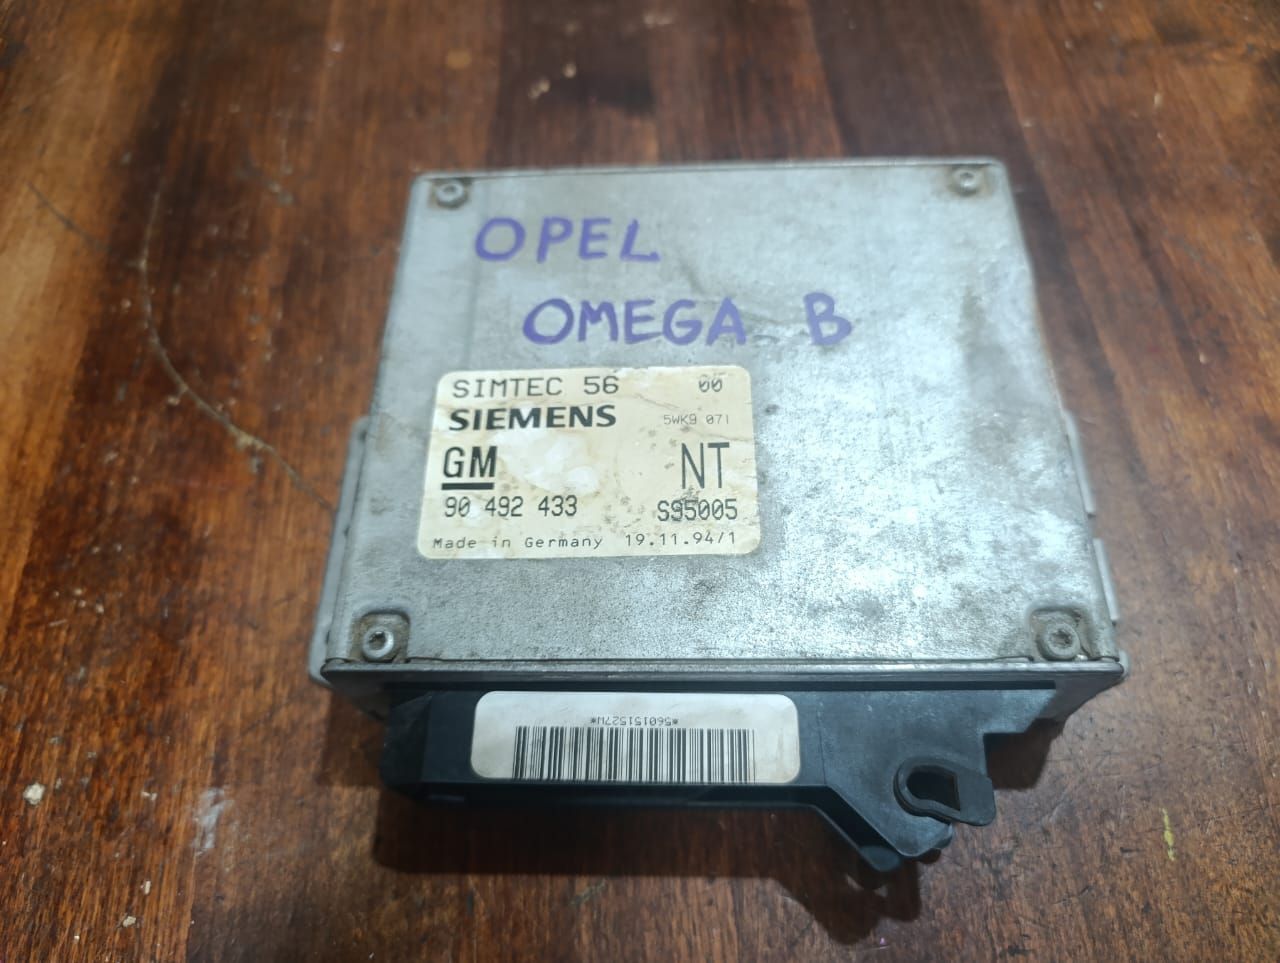 OPEL
OMEGA B
SIMTEC 56 00
SIEMENS 5WK9 071
GM NT
90 492 433 S95005
Made in Germany 19.11.94/1
*560151527W*